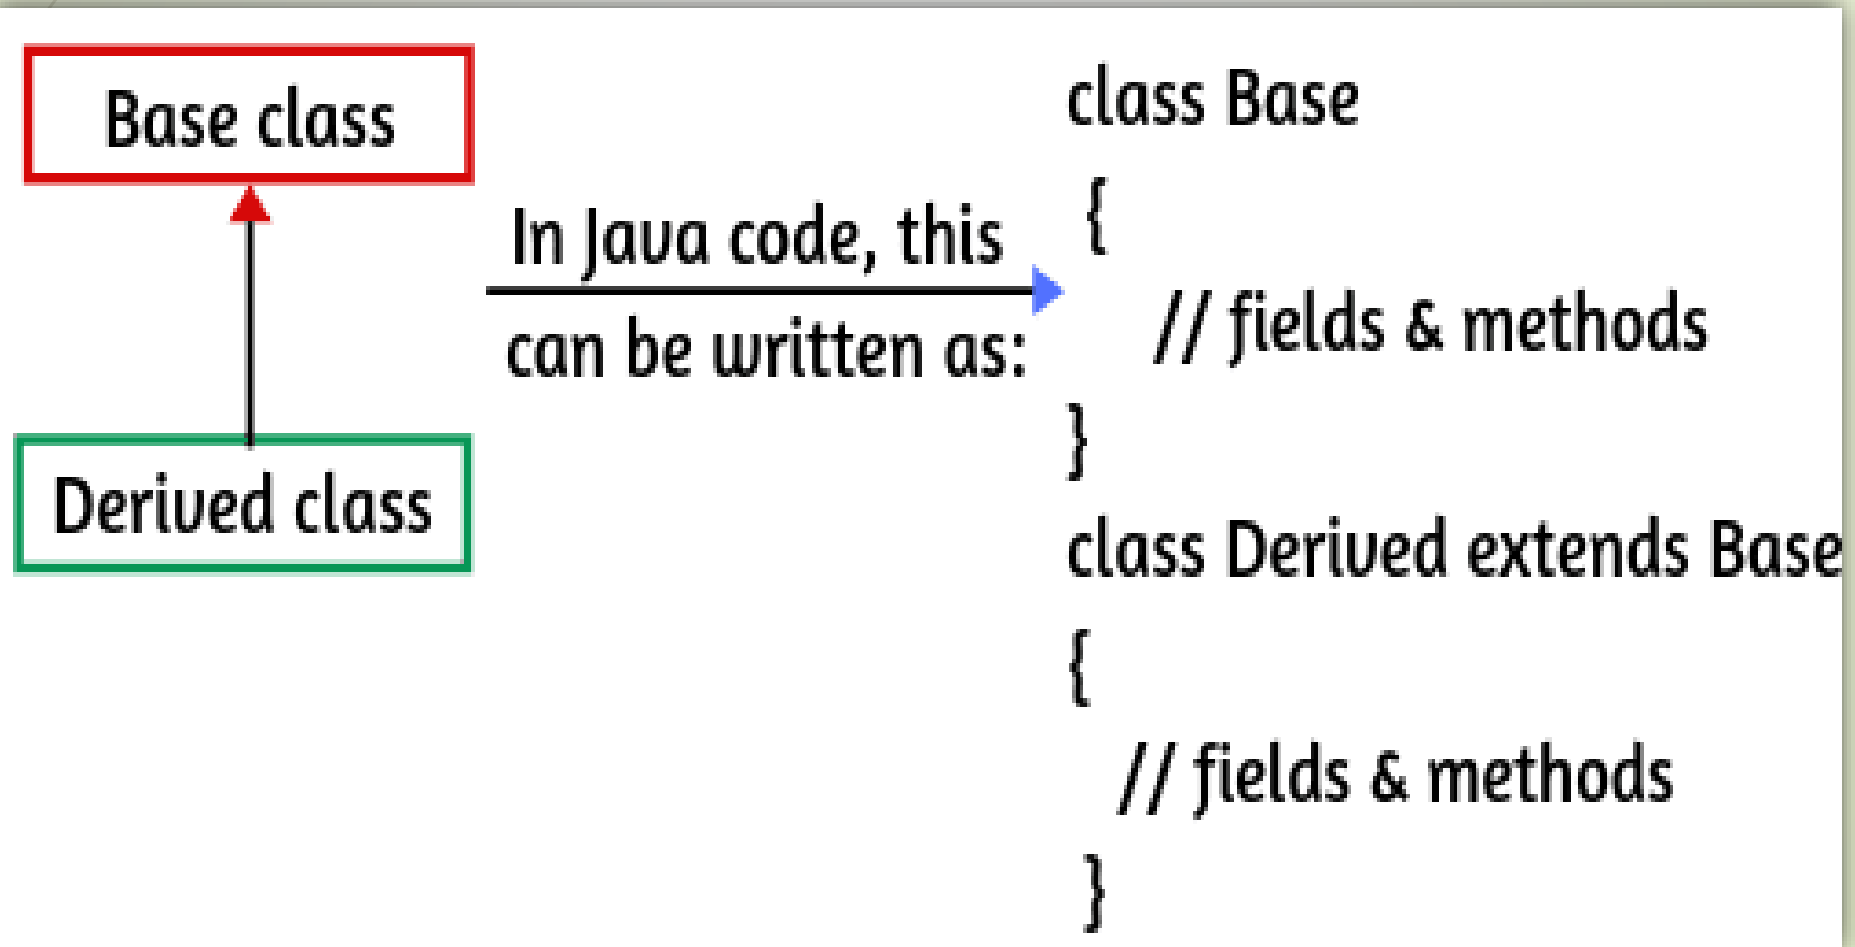 Base class
Derived class
In Java code, this
can be written as:
class Base
{
// fields & methods
}
class Derived extends Base
{
// fields & methods
}